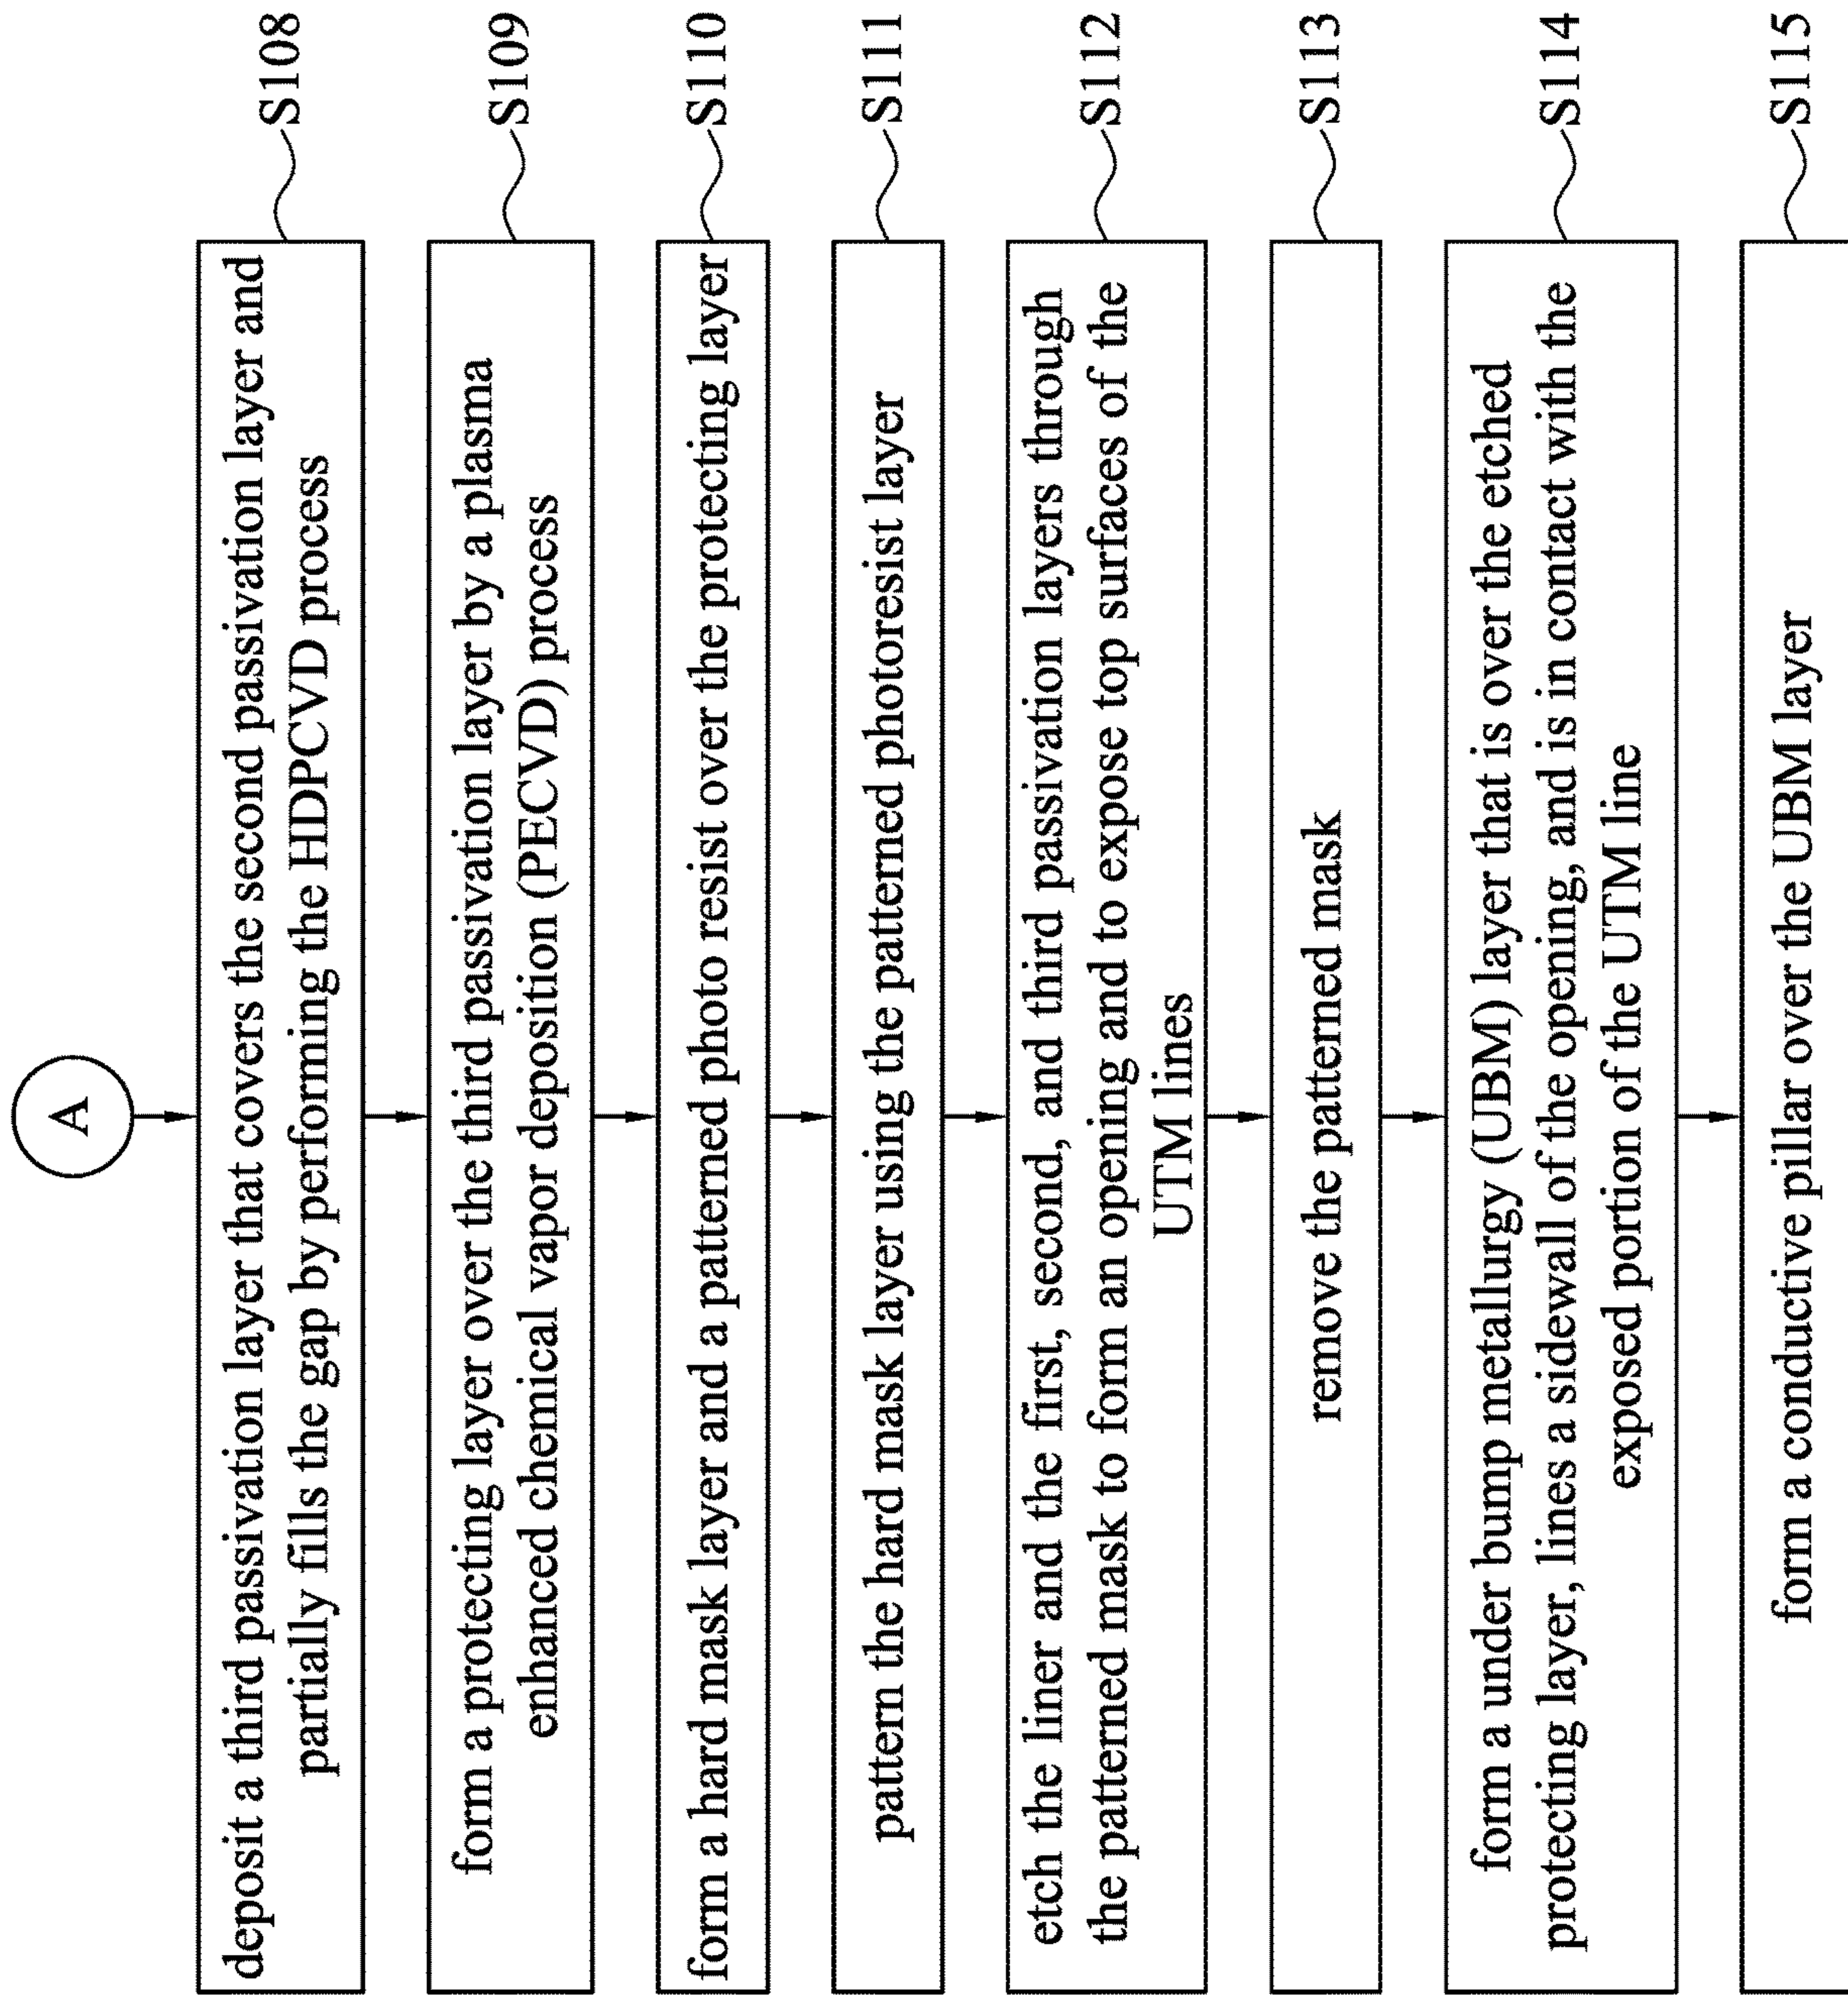 A
deposit a third passivation layer that covers the second passivation layer and
partially fills the gap by performing the HDPCVD process
S108
form a protecting layer over the third passivation layer by a plasma
enhanced chemical vapor deposition (PECVD) process
S109
form a hard mask layer and a patterned photo resist over the protecting layer
S110
pattern the hard mask layer using the patterned photoresist layer
S111
etch the liner and the first, second, and third passivation layers through
the patterned mask to form an opening and to expose top surfaces of the
UTM lines
S112
remove the patterned mask
S113
form a under bump metallurgy (UBM) layer that is over the etched
protecting layer, lines a sidewall of the opening, and is in contact with the
exposed portion of the UTM line
S114
form a conductive pillar over the UBM layer
S115